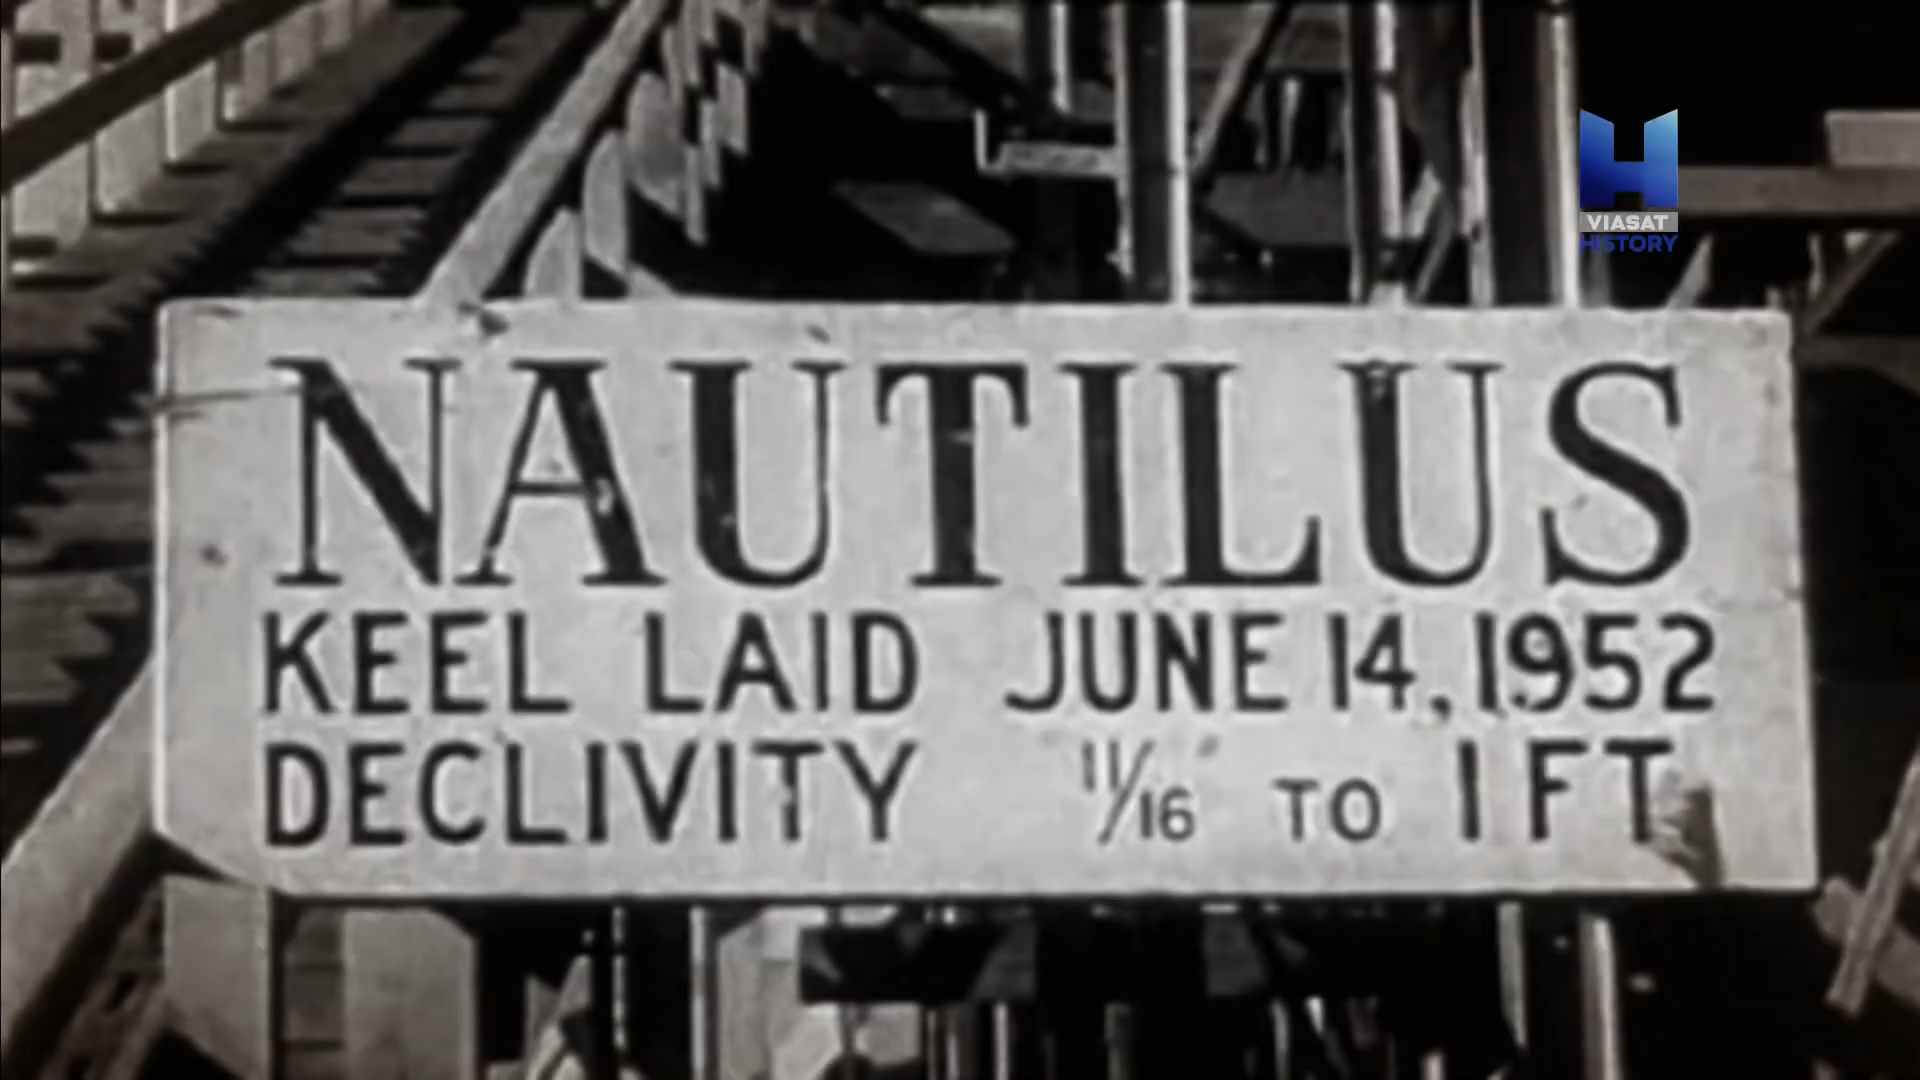 VIASAT
HISTORY
NAUTILUS
KEEL LAID JUNE 14, 1952
DECLIVITY 11/16" TO 1 FT